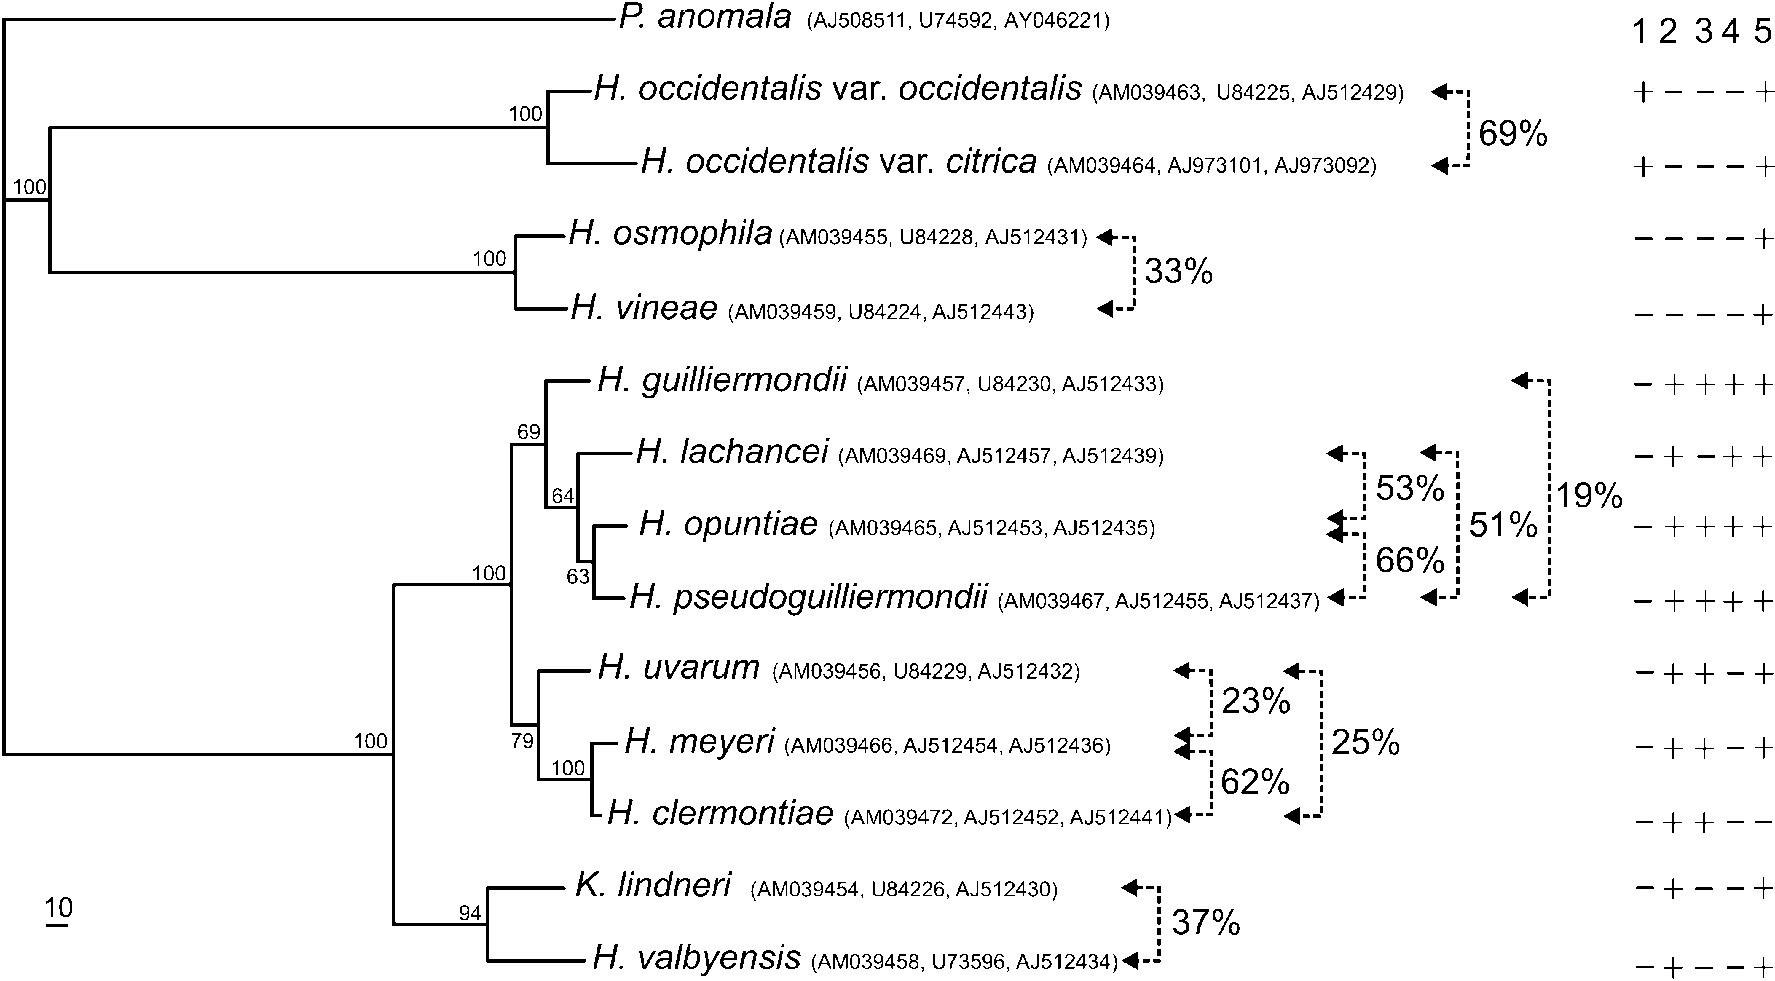 P. anomala (AJ508511, U74592, AY046221)
1 2 3 4 5
H. occidentalis var. occidentalis (AM039463, U84225, AJ512429) + − − − +
100
69%
H. occidentalis var. citrica (AM039464, AJ973101, AJ973092) + − − − +
100
H. osmophila (AM039455, U84228, AJ512431) − − − − +
100
33%
H. vineae (AM039459, U84224, AJ512443) − − − − +
H. guilliermondii (AM039457, U84230, AJ512433) − + + + +
69
H. lachancei (AM039469, AJ512457, AJ512439) − + − + +
64
53%
19%
H. opuntiae (AM039465, AJ512453, AJ512435) − + + + +
51%
100
63
66%
H. pseudoguilliermondii (AM039467, AJ512455, AJ512437) − + + + +
H. uvarum (AM039456, U84229, AJ512432) − + + − +
23%
100
79
H. meyeri (AM039466, AJ512454, AJ512436) − + + − +
25%
100
62%
H. clermontiae (AM039472, AJ512452, AJ512441) − + + − −
K. lindneri (AM039454, U84226, AJ512430) − + − − +
10
94
37%
H. valbyensis (AM039458, U73596, AJ512434) − + − − +